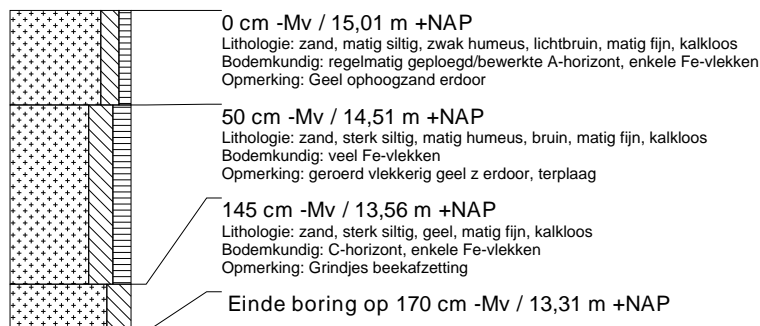 0 cm -Mv / 15,01 m +NAP
Lithologie: zand, matig siltig, zwak humeus, lichtbruin, matig fijn, kalkloos
Bodemkundig: regelmatig geploegd/bewerkte A-horizont, enkele Fe-vlekken
Opmerking: Geel ophoogzand erdoor
50 cm -Mv / 14,51 m +NAP
Lithologie: zand, sterk siltig, matig humeus, bruin, matig fijn, kalkloos
Bodemkundig: veel Fe-vlekken
Opmerking: geroerd vlekkerig geel z erdoor, terplaag
145 cm -Mv / 13,56 m +NAP
Lithologie: zand, sterk siltig, geel, matig fijn, kalkloos
Bodemkundig: C-horizont, enkele Fe-vlekken
Opmerking: Grindjes beekafzetting
Einde boring op 170 cm -Mv / 13,31 m +NAP